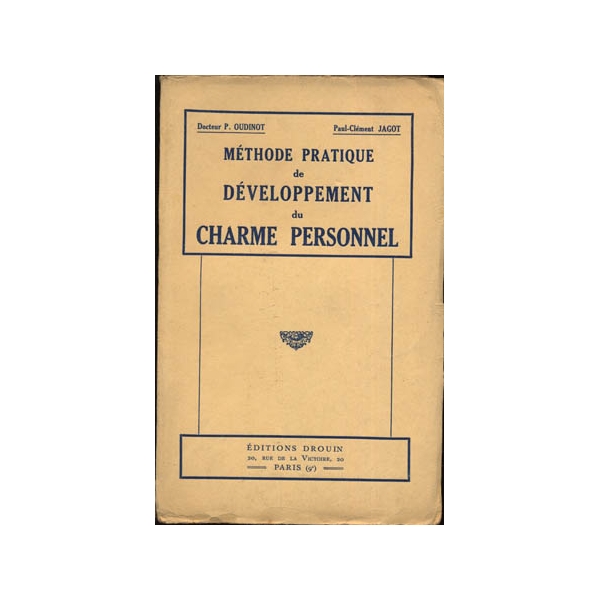 Docteur P. OUDINOT Paul-Clément JAGOT
MÉTHODE PRATIQUE
de
DÉVELOPPEMENT
du
CHARME PERSONNEL
ÉDITIONS DROUIN
20, RUE DE LA VICTOIRE, 20
PARIS (9e)